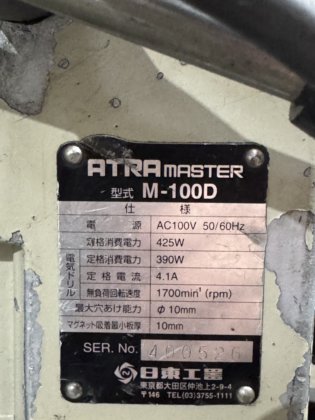 ATRA MASTER
型式 M-100D
仕 様
電 源 AC100V 50/60Hz
電気ドリル
定格消費電力 425W
定格消費電力 390W
定格電流 4.1A
無負荷回転速度 1700min⁻¹ (rpm)
最大穴あけ能力 φ10mm
マグネット吸着最小板厚 10mm
SER. No. 400526
日東工器
東京都大田区仲池上2-9-4
〒146 TEL(03)3755-1111